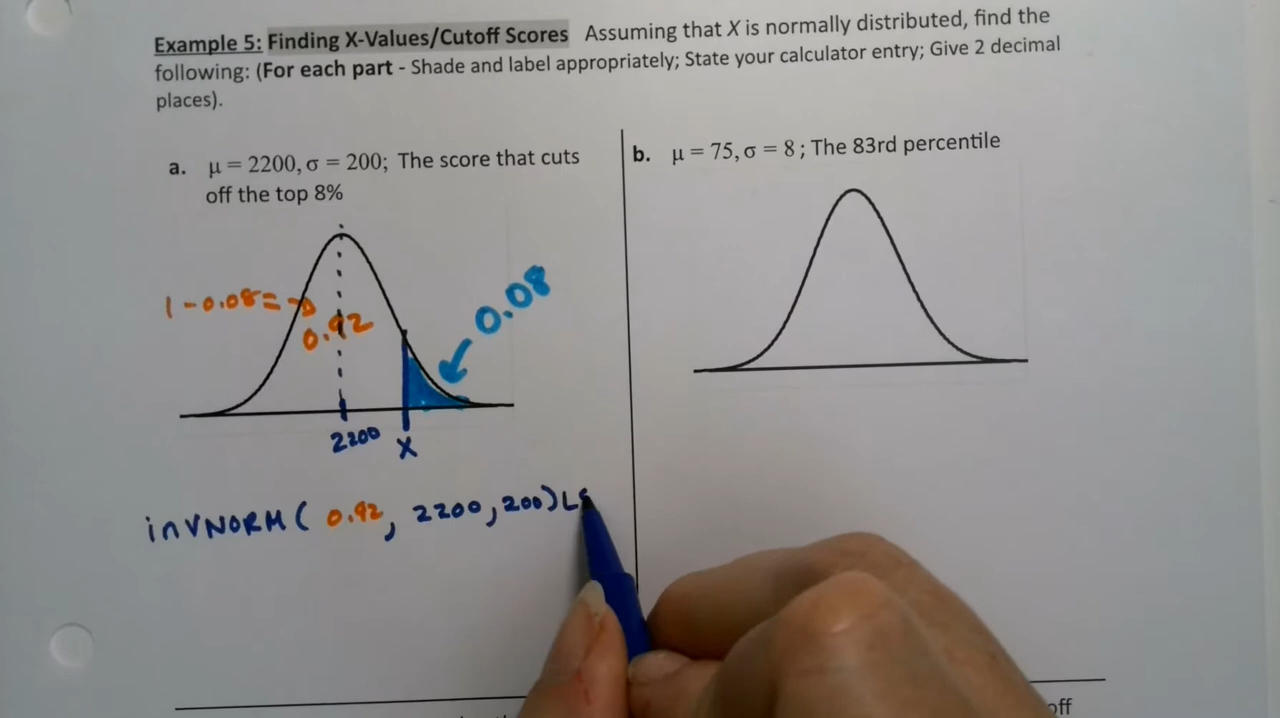 Example 5: Finding X-Values/Cutoff Scores Assuming that X is normally distributed, find the
following: (For each part - Shade and label appropriately; State your calculator entry; Give 2 decimal
places).
a. μ = 2200, σ = 200; The score that cuts
off the top 8%
1 - 0.08 =
0.92
0.08
2200
X
invNORM( 0.92, 2200, 200)
b. μ = 75, σ = 8 ; The 83rd percentile
off